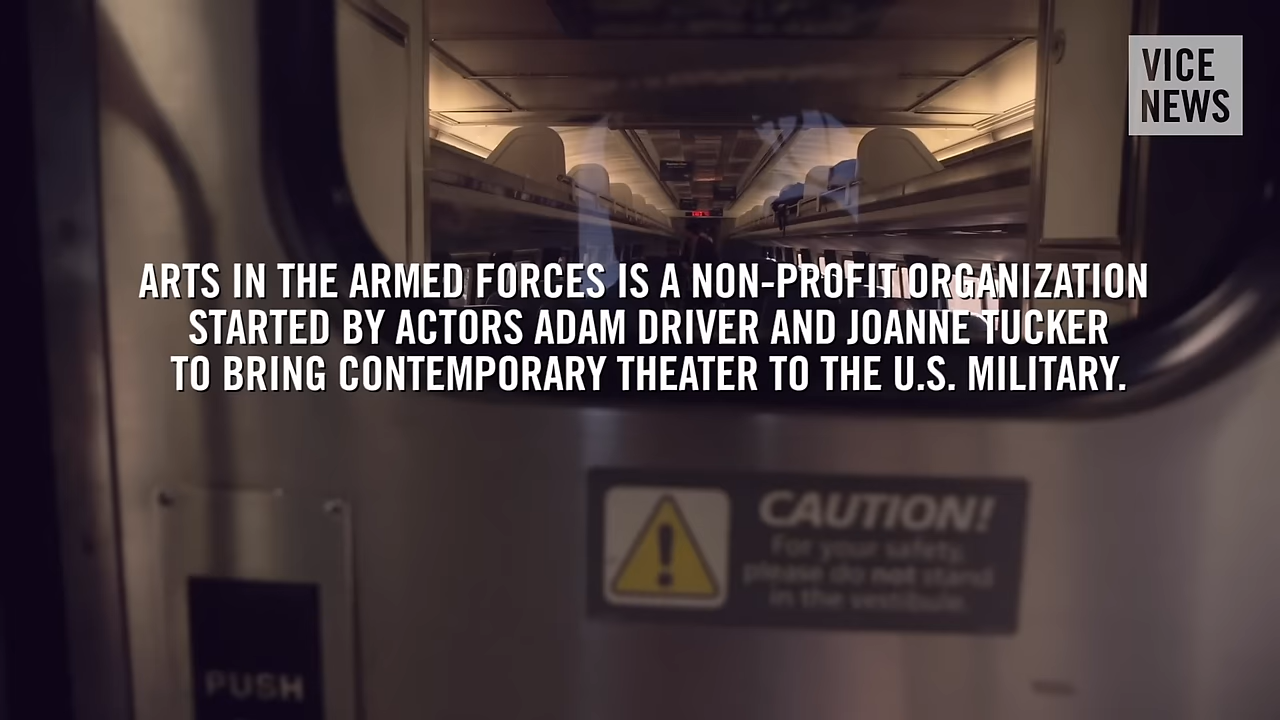 VICE
NEWS
ARTS IN THE ARMED FORCES IS A NON-PROFIT ORGANIZATION
STARTED BY ACTORS ADAM DRIVER AND JOANNE TUCKER
TO BRING CONTEMPORARY THEATER TO THE U.S. MILITARY.
CAUTION!
For your safety,
please do not stand
in the vestibule.
PUSH